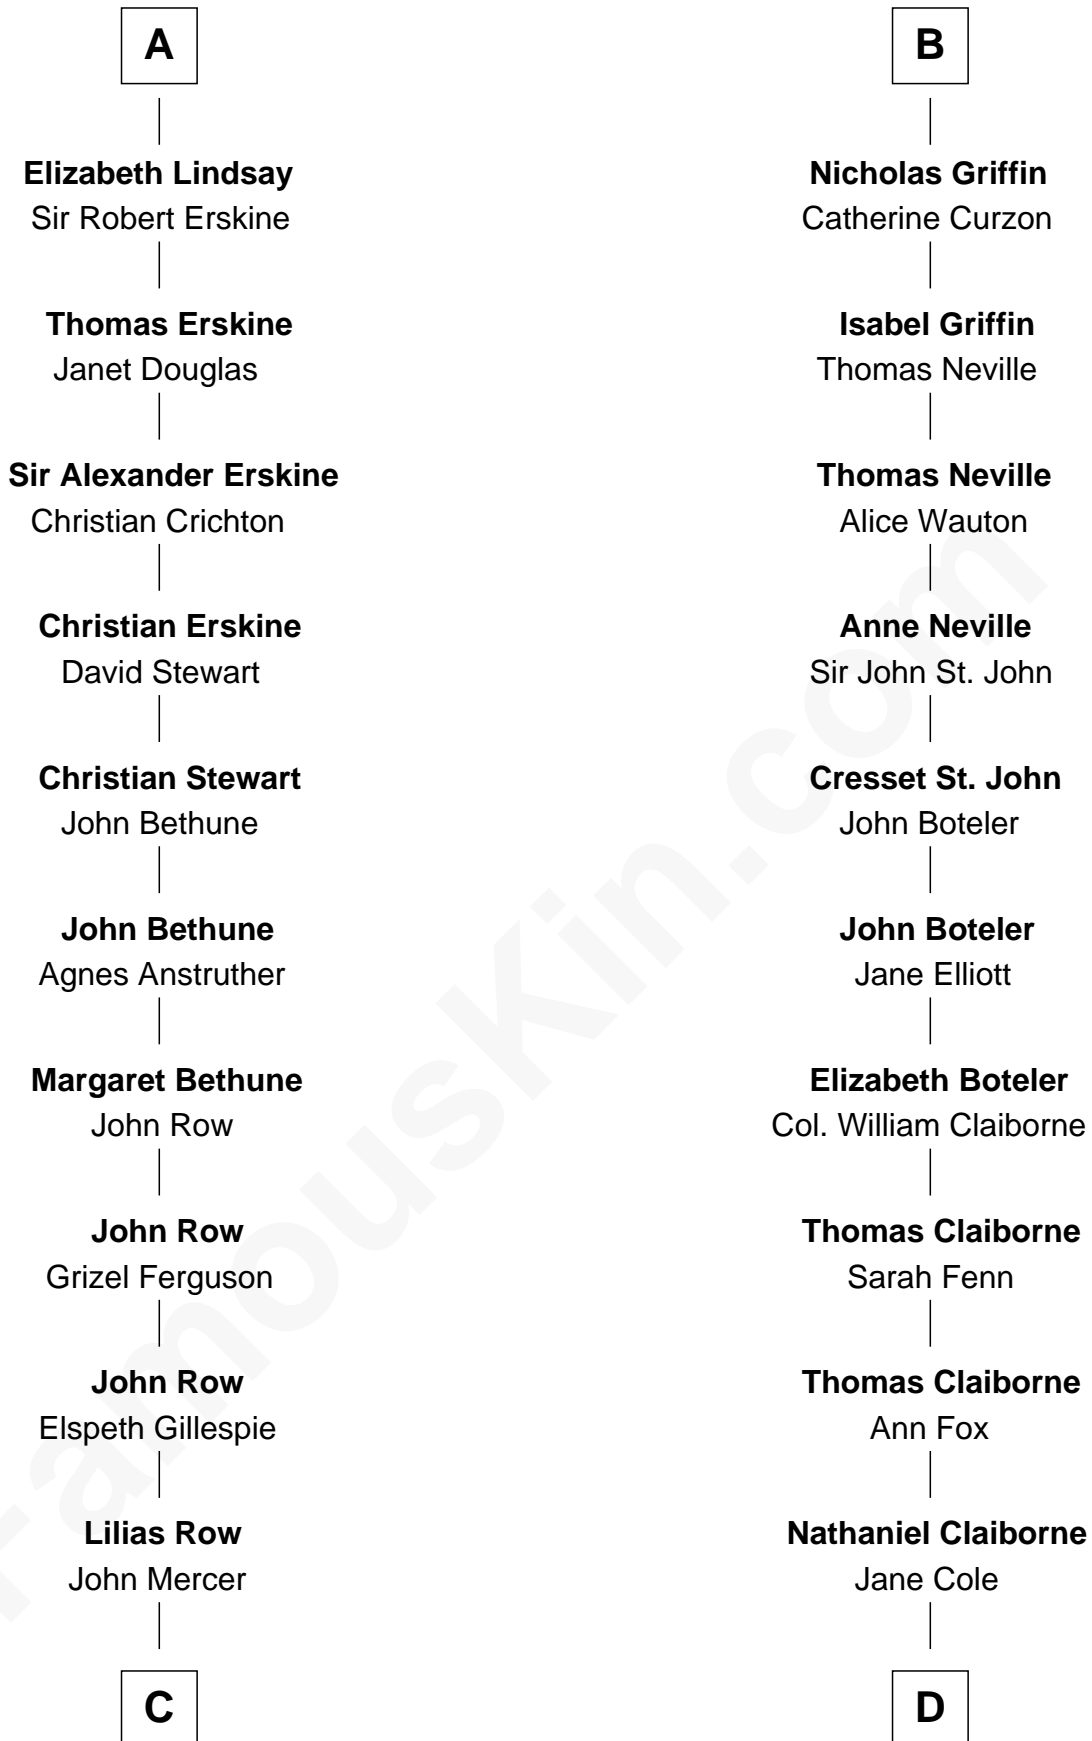 A
Elizabeth Lindsay
Sir Robert Erskine
Thomas Erskine
Janet Douglas
Sir Alexander Erskine
Christian Crichton
Christian Erskine
David Stewart
Christian Stewart
John Bethune
John Bethune
Agnes Anstruther
Margaret Bethune
John Row
John Row
Grizel Ferguson
John Row
Elspeth Gillespie
Lilias Row
John Mercer
C
B
Nicholas Griffin
Catherine Curzon
Isabel Griffin
Thomas Neville
Thomas Neville
Alice Wauton
Anne Neville
Sir John St. John
Cresset St. John
John Boteler
John Boteler
Jane Elliott
Elizabeth Boteler
Col. William Claiborne
Thomas Claiborne
Sarah Fenn
Thomas Claiborne
Ann Fox
Nathaniel Claiborne
Jane Cole
D
FamousKin.com